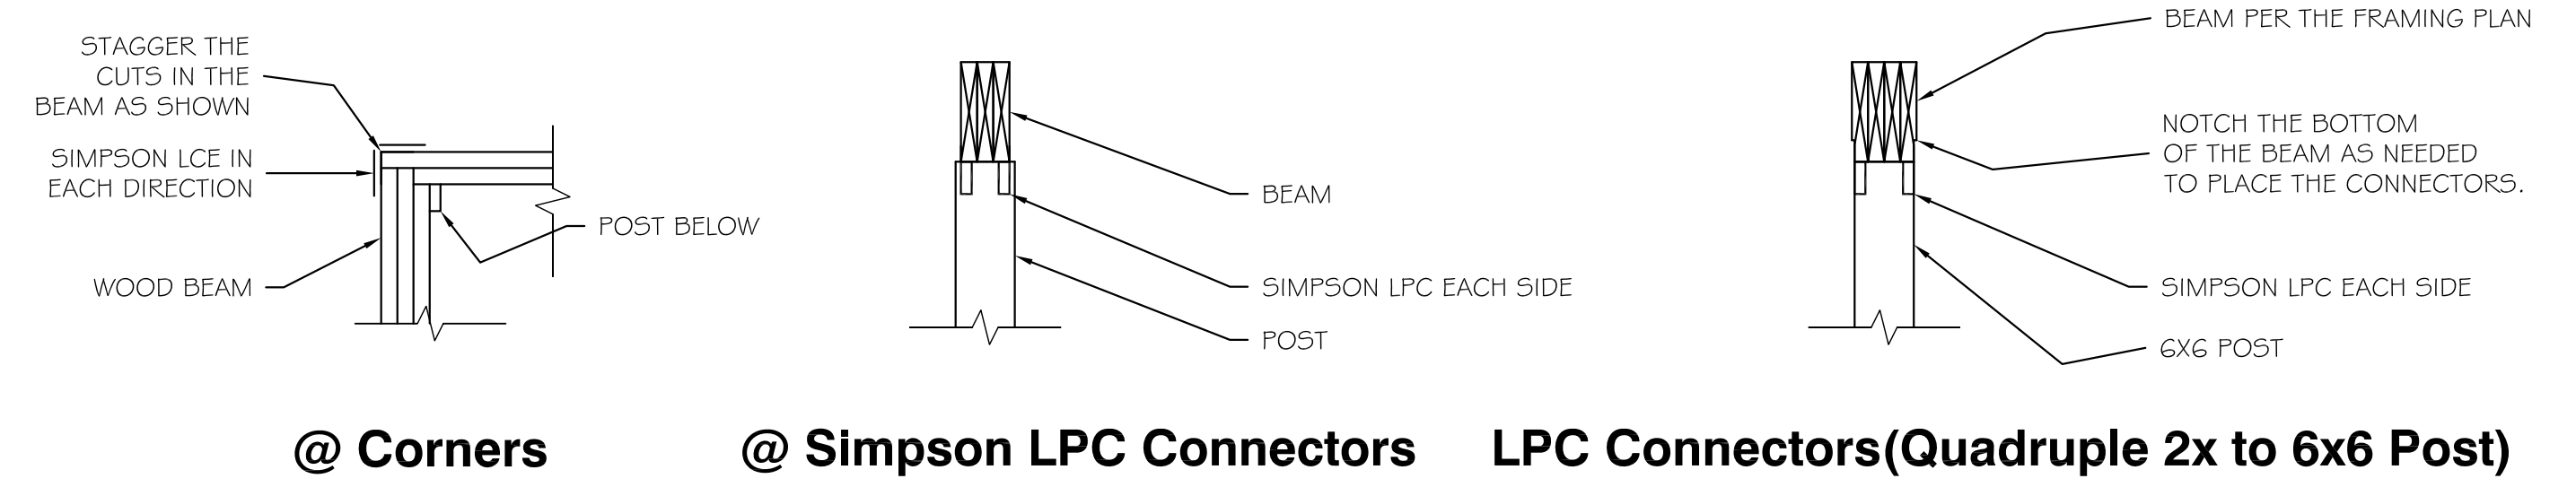 STAGGER THE
CUTS IN THE
BEAM AS SHOWN
SIMPSON LCE IN
EACH DIRECTION
WOOD BEAM
POST BELOW
@ Corners
BEAM
SIMPSON LPC EACH SIDE
POST
@ Simpson LPC Connectors
BEAM PER THE FRAMING PLAN
NOTCH THE BOTTOM
OF THE BEAM AS NEEDED
TO PLACE THE CONNECTORS.
SIMPSON LPC EACH SIDE
6X6 POST
LPC Connectors(Quadruple 2x to 6x6 Post)